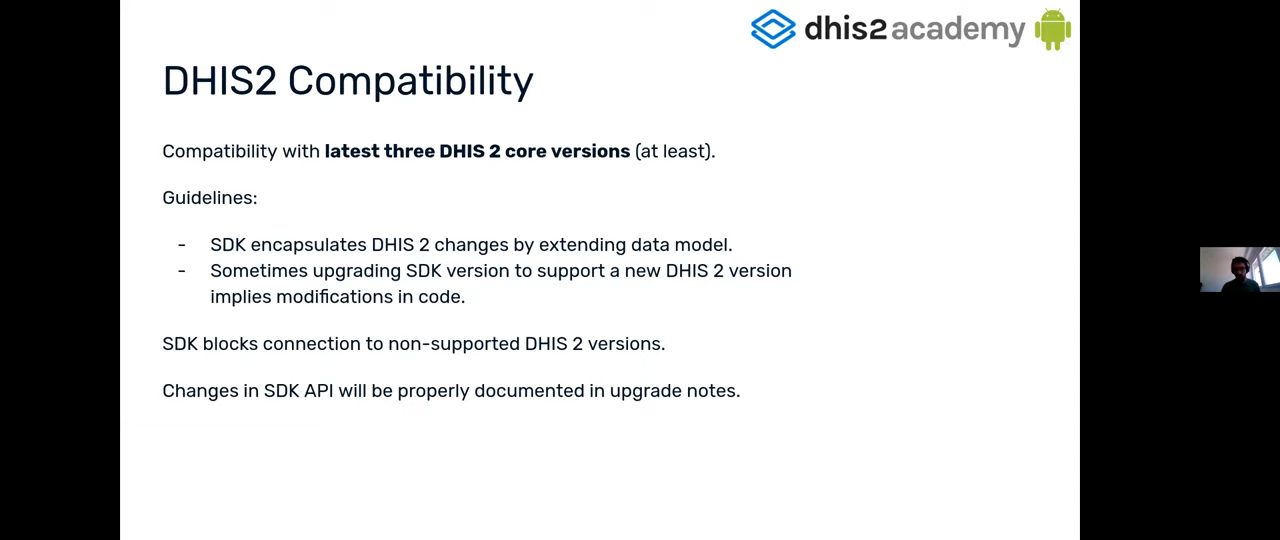 dhis2 academy
DHIS2 Compatibility
Compatibility with latest three DHIS 2 core versions (at least).
Guidelines:
- SDK encapsulates DHIS 2 changes by extending data model.
- Sometimes upgrading SDK version to support a new DHIS 2 version
implies modifications in code.
SDK blocks connection to non-supported DHIS 2 versions.
Changes in SDK API will be properly documented in upgrade notes.